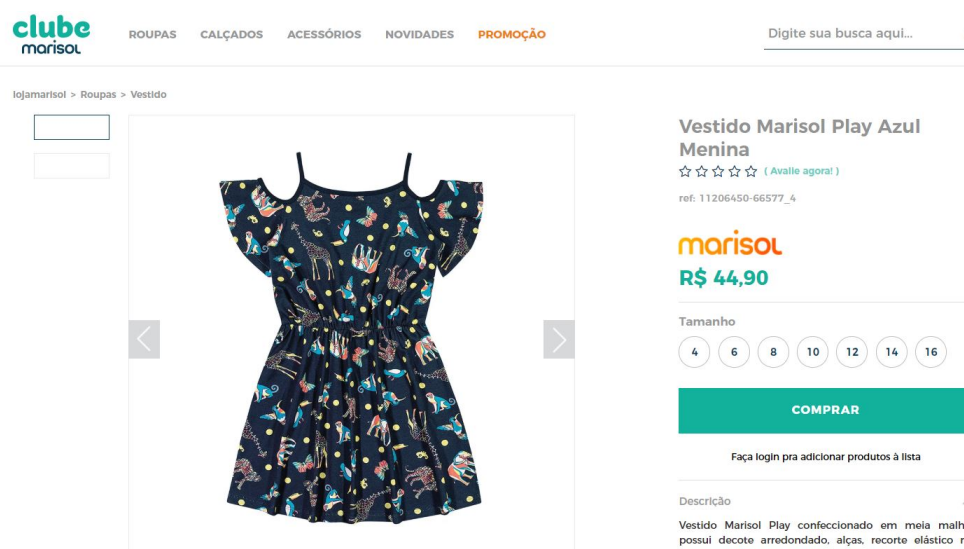 clube
marisol
ROUPAS CALÇADOS ACESSÓRIOS NOVIDADES PROMOÇÃO
Digite sua busca aqui...
lojamarisol > Roupas > Vestido
Vestido Marisol Play Azul
Menina
( Avalie agora! )
ref: 11206450-66577_4
marisol
R$ 44,90
Tamanho
4 6 8 10 12 14 16
COMPRAR
Faça login pra adicionar produtos à lista
Descrição
Vestido Marisol Play confeccionado em meia malh
possui decote arredondado, alças, recorte elástico